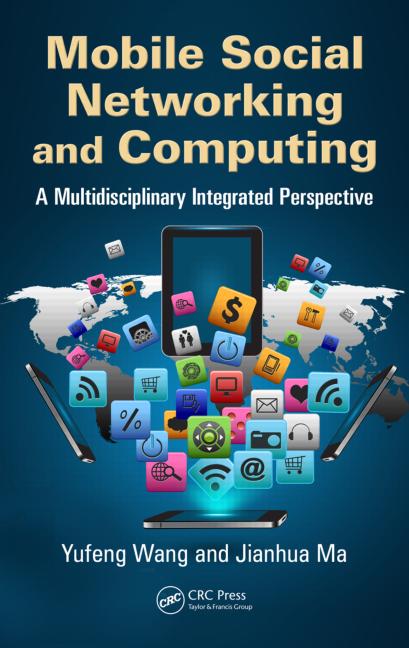 Mobile Social
Networking
and Computing
A Multidisciplinary Integrated Perspective
$
%
%
@
Yufeng Wang and Jianhua Ma
CRC
CRC Press
Taylor & Francis Group